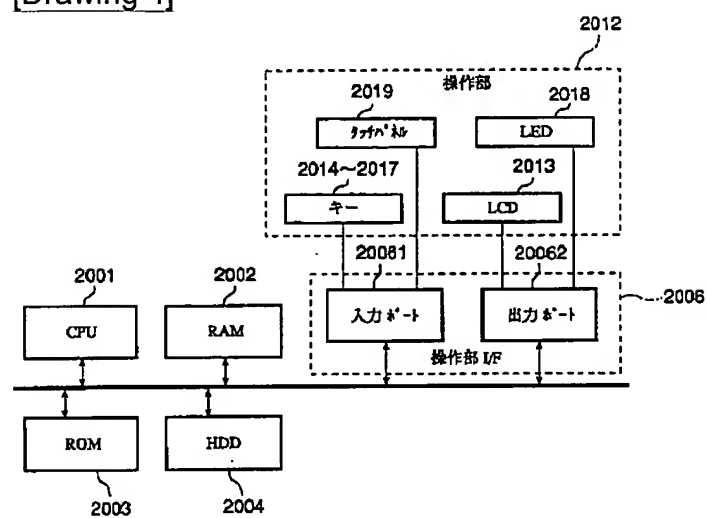 [Drawing 4]
2012
操作部
2019
2018
タッチパネル
LED
2014～2017
2013
キー
LCD
20061
20062
2001
2002
2006
CPU
RAM
入力ポート
出力ポート
操作部 I/F
ROM
HDD
2003
2004